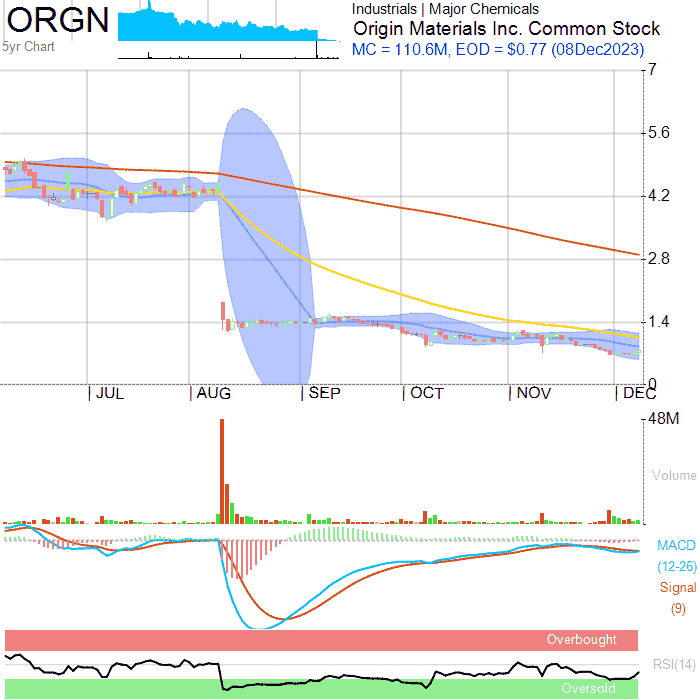 ORGN
5yr Chart
Industrials | Major Chemicals
Origin Materials Inc. Common Stock
MC = 110.6M, EOD = $0.77 (08Dec2023)
7
5.6
4.2
2.8
1.4
0
JUL
AUG
SEP
OCT
NOV
DEC
48M
Volume
MACD
(12-26)
Signal
(9)
Overbought
RSI(14)
Oversold